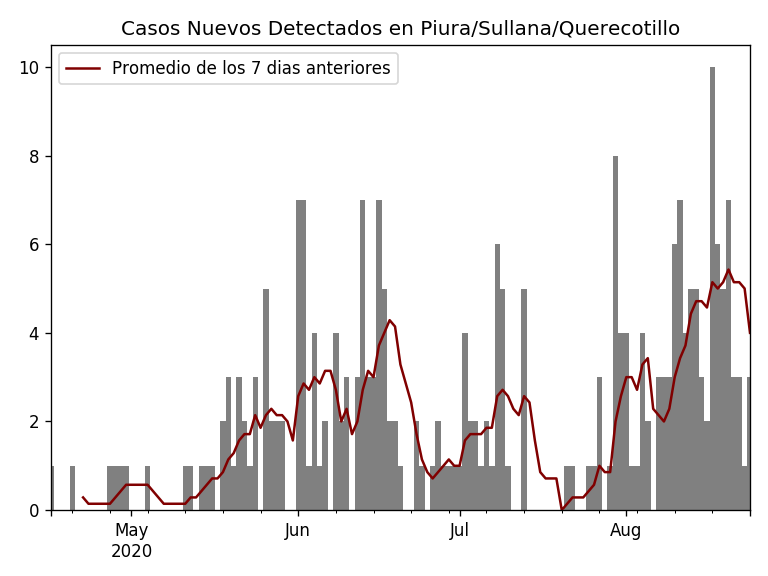 Casos Nuevos Detectados en Piura/Sullana/Querecotillo
Promedio de los 7 dias anteriores
10
8
6
4
2
0
May
2020
Jun
Jul
Aug